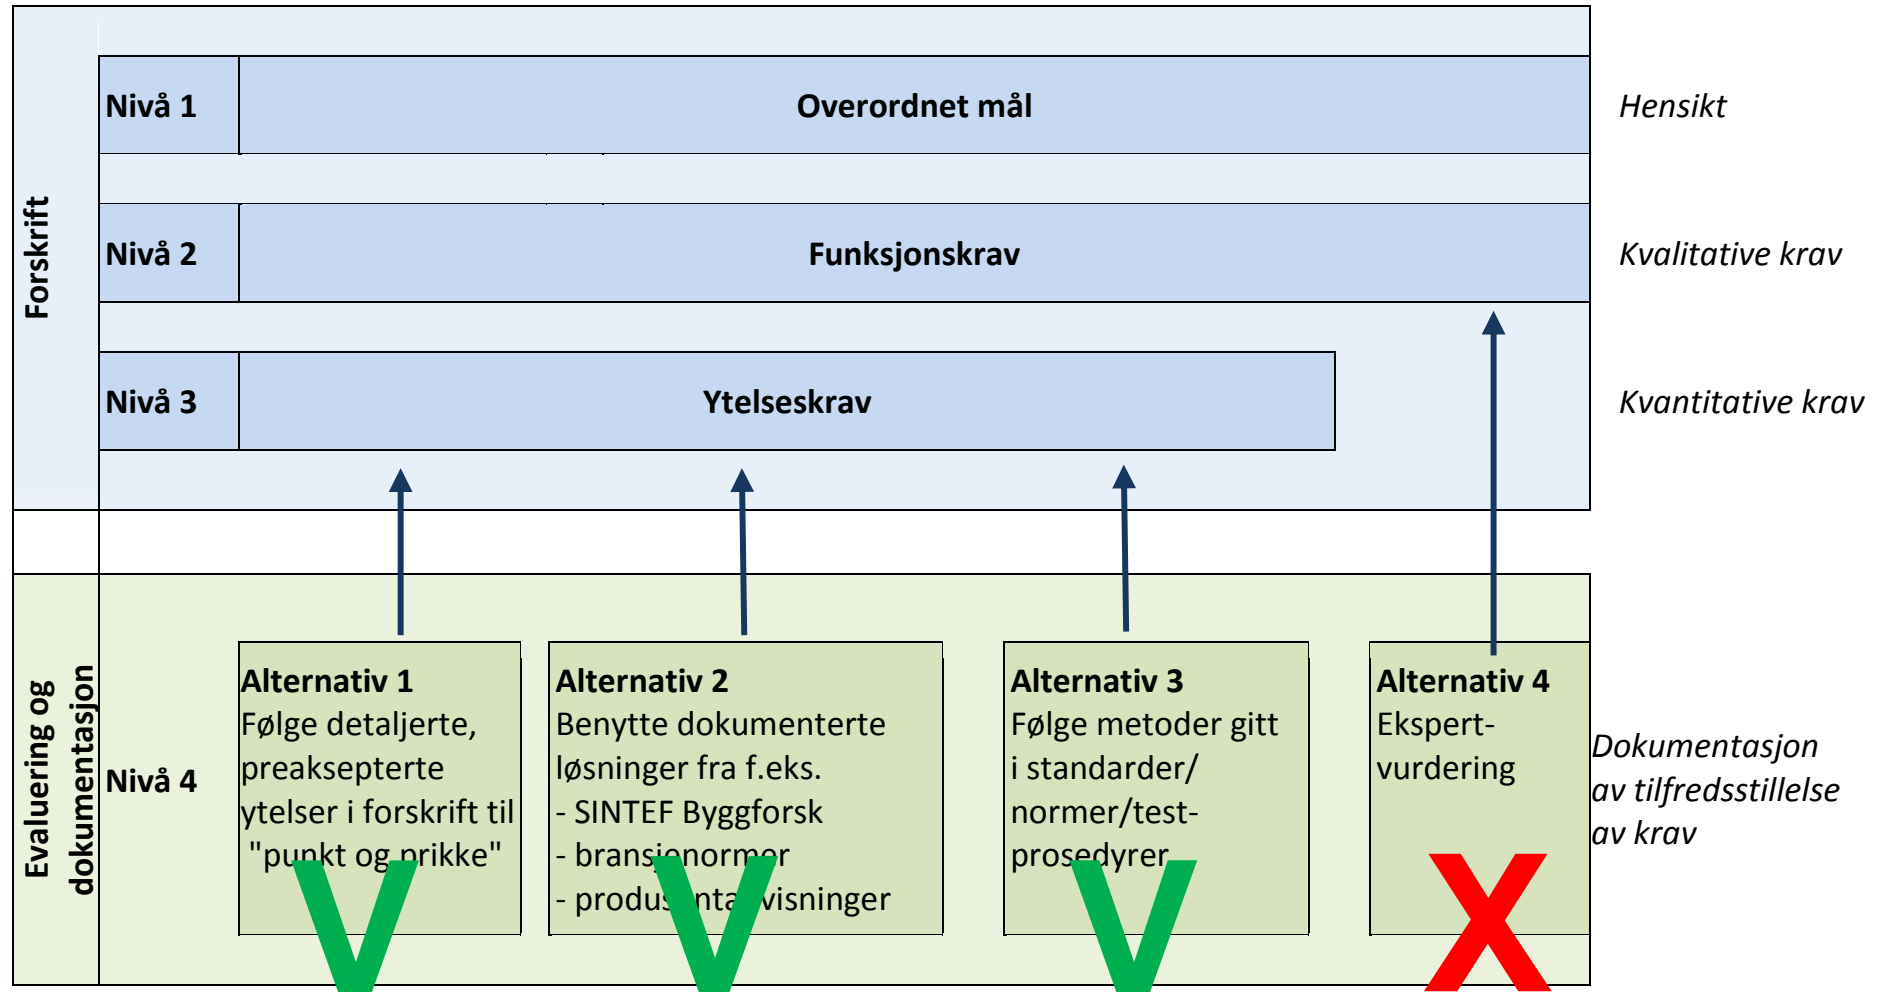 Forskrift
Nivå 1
Overordnet mål
Hensikt
Nivå 2
Funksjonskrav
Kvalitative krav
Nivå 3
Ytelseskrav
Kvantitative krav
Evaluering og
dokumentasjon
Nivå 4
Alternativ 1
Følge detaljerte,
preaksepterte
ytelser i forskrift til
"punkt og prikke"
V
Alternativ 2
Benytte dokumenterte
løsninger fra f.eks.
- SINTEF Byggforsk
- bransjenormer
- produsentanvisninger
V
Alternativ 3
Følge metoder gitt
i standarder/
normer/test-
prosedyrer
V
Alternativ 4
Ekspert-
vurdering
X
Dokumentasjon
av tilfredsstillelse
av krav